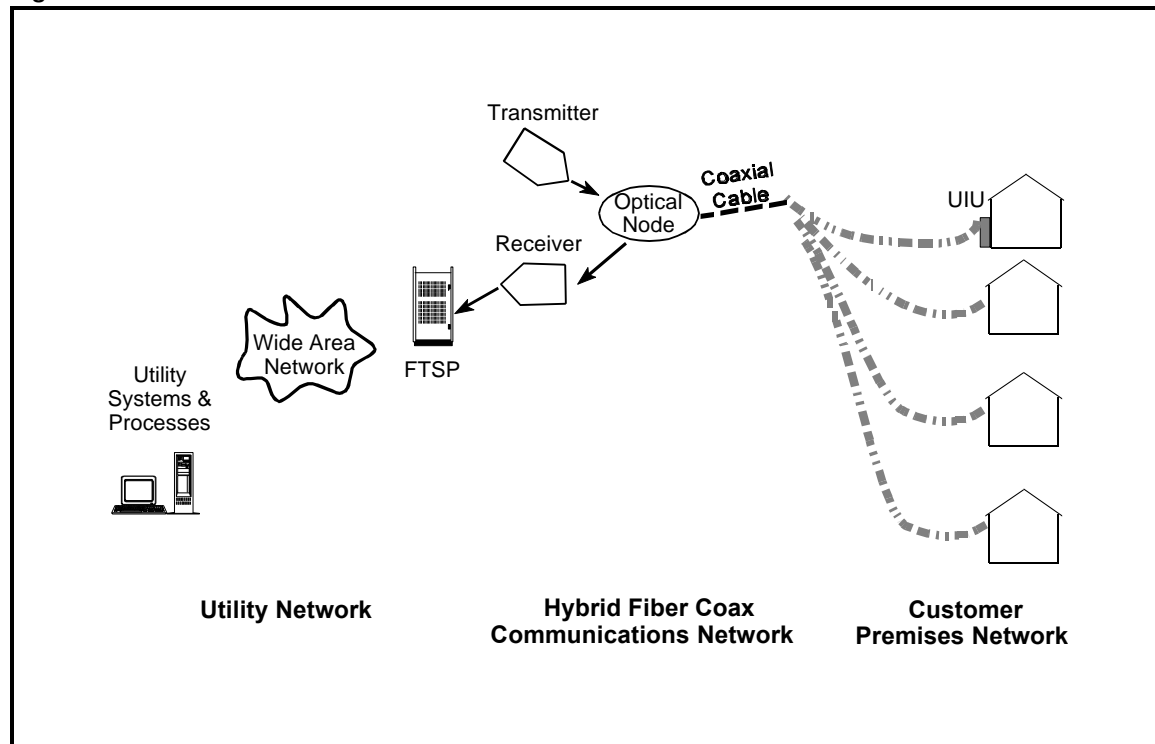 Transmitter
Coaxial
Cable
Optical
Node
UIU
Receiver
Wide Area
Network
FTSP
Utility
Systems &
Processes
Utility Network
Hybrid Fiber Coax
Communications Network
Customer
Premises Network